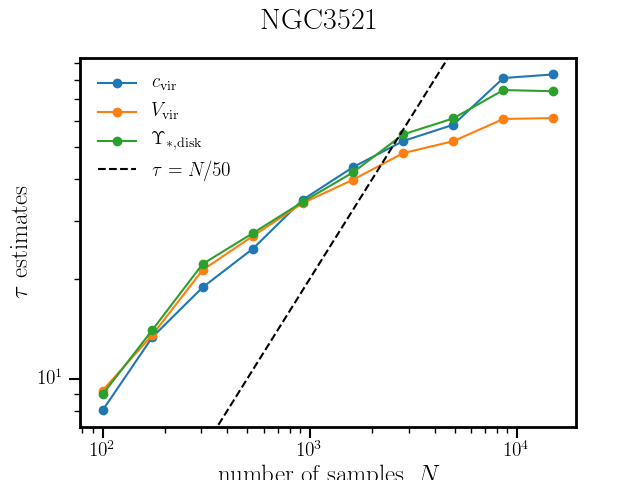 NGC3521
c_vir
V_vir
Υ_*,disk
τ = N/50
τ estimates
10^1
10^2
10^3
10^4
number of samples, N